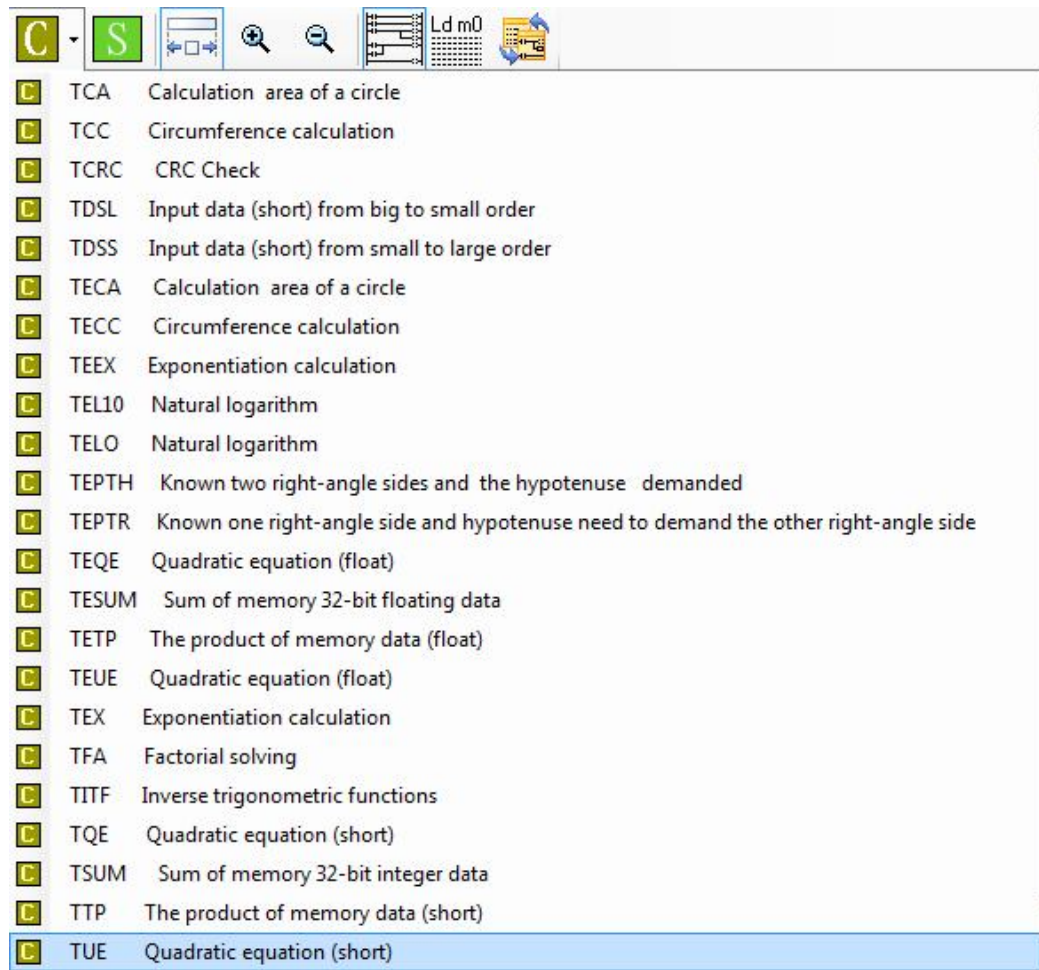 C S Ld m0
C TCA Calculation area of a circle
C TCC Circumference calculation
C TCRC CRC Check
C TDSL Input data (short) from big to small order
C TDSS Input data (short) from small to large order
C TECA Calculation area of a circle
C TECC Circumference calculation
C TEEX Exponentiation calculation
C TEL10 Natural logarithm
C TELO Natural logarithm
C TEPTH Known two right-angle sides and the hypotenuse demanded
C TEPTR Known one right-angle side and hypotenuse need to demand the other right-angle side
C TEQE Quadratic equation (float)
C TESUM Sum of memory 32-bit floating data
C TETP The product of memory data (float)
C TEUE Quadratic equation (float)
C TEX Exponentiation calculation
C TFA Factorial solving
C TITF Inverse trigonometric functions
C TQE Quadratic equation (short)
C TSUM Sum of memory 32-bit integer data
C TTP The product of memory data (short)
C TUE Quadratic equation (short)